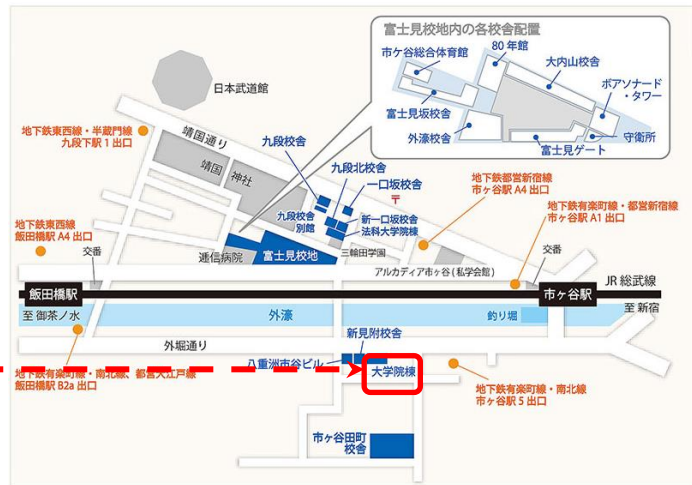 富士見校地内の各校舎配置
市ケ谷総合体育館
80 年館
大内山校舎
ボアソナード
・タワー
富士見坂校舎
外濠校舎
富士見ゲート
守衛所
日本武道館
地下鉄東西線・半蔵門線
九段下駅 1 出口
靖国通り
靖国
神社
九段校舎
九段北校舎
一口坂校舎
〒
九段校舎
別館
新一口坂校舎
法科大学院棟
地下鉄都営新宿線
市ヶ谷駅 A4 出口
地下鉄有楽町線・都営新宿線
市ヶ谷駅 A1 出口
地下鉄東西線
飯田橋駅 A4 出口
交番
逓信病院
富士見校地
三輪田学園
アルカディア市ヶ谷 (私学会館)
交番
JR 総武線
飯田橋駅
市ヶ谷駅
至 御茶ノ水
外濠
釣り堀
至 新宿
外堀通り
新見附校舎
八重洲市谷ビル
大学院棟
地下鉄有楽町線・南北線、都営大江戸線
飯田橋駅 B2a 出口
地下鉄有楽町線・南北線
市ヶ谷駅 5 出口
市ヶ谷田町
校舎